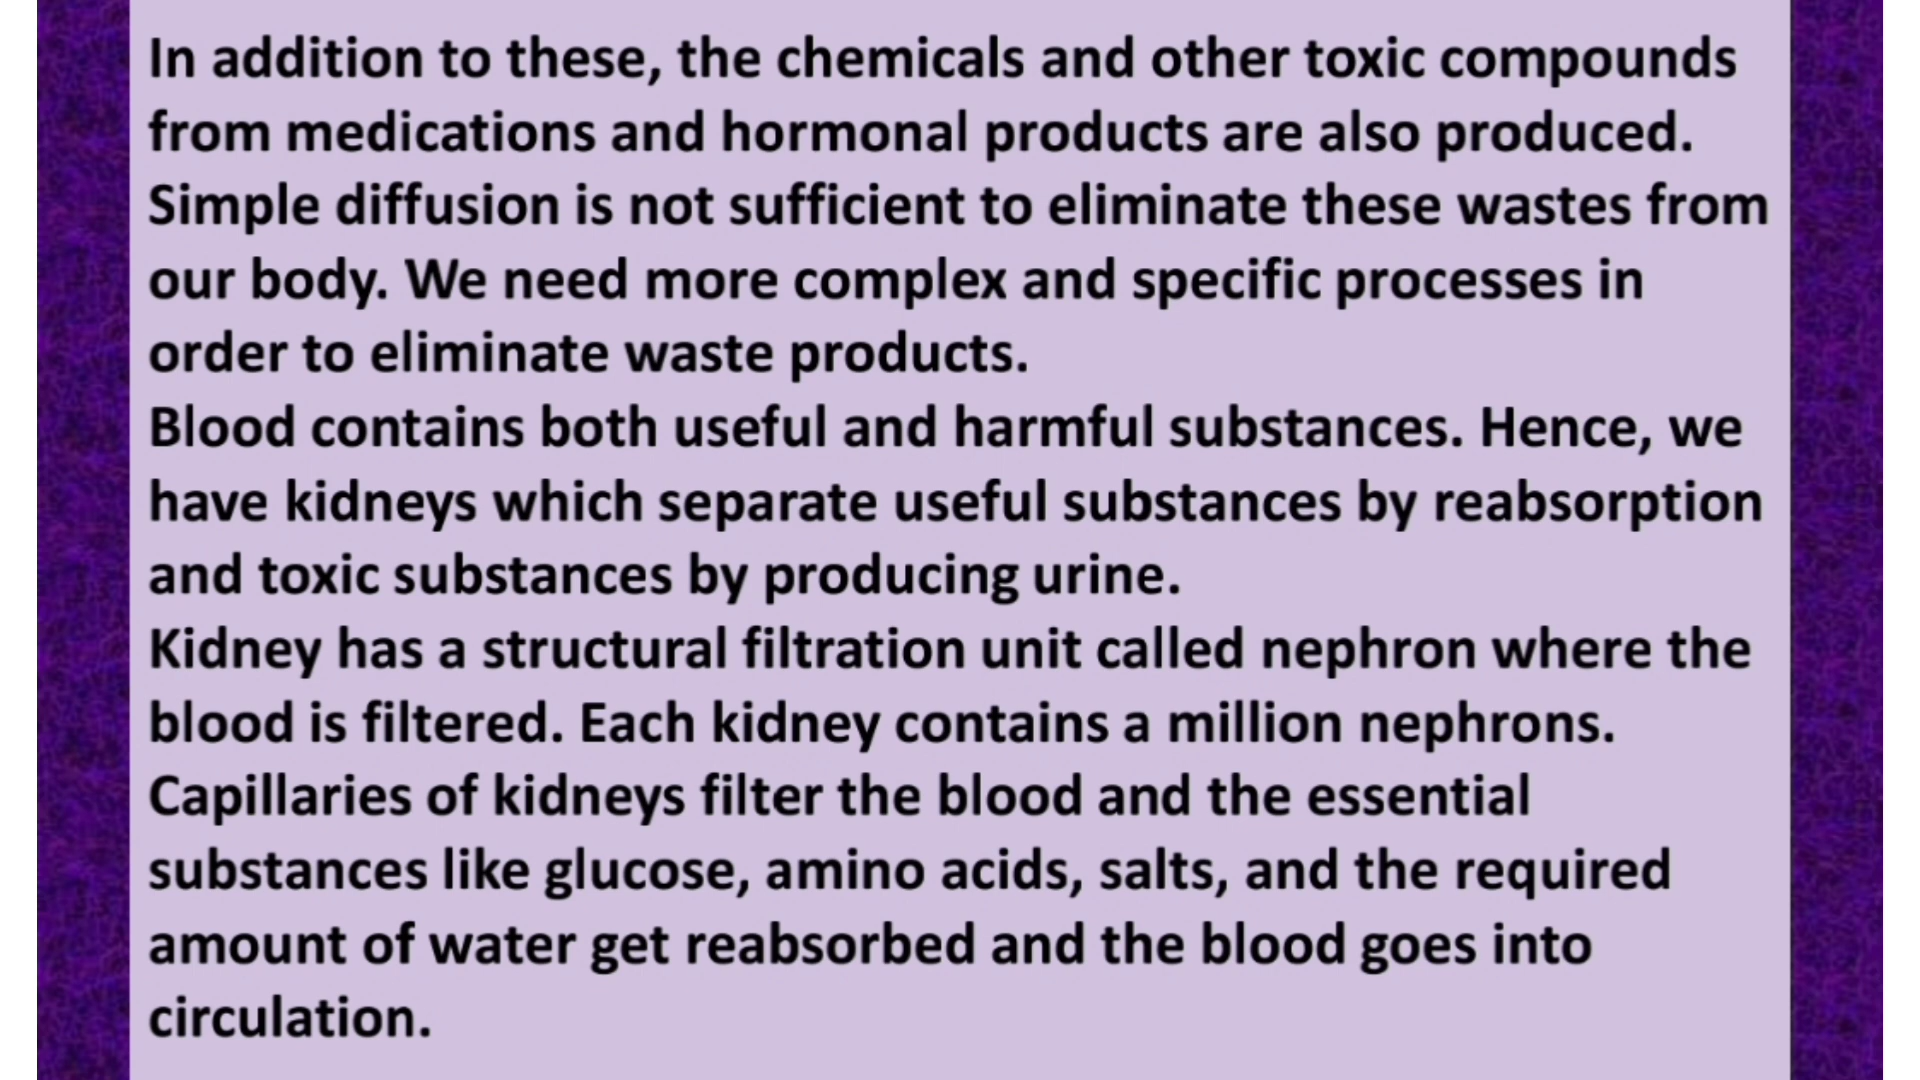 In addition to these, the chemicals and other toxic compounds
from medications and hormonal products are also produced.
Simple diffusion is not sufficient to eliminate these wastes from
our body. We need more complex and specific processes in
order to eliminate waste products.
Blood contains both useful and harmful substances. Hence, we
have kidneys which separate useful substances by reabsorption
and toxic substances by producing urine.
Kidney has a structural filtration unit called nephron where the
blood is filtered. Each kidney contains a million nephrons.
Capillaries of kidneys filter the blood and the essential
substances like glucose, amino acids, salts, and the required
amount of water get reabsorbed and the blood goes into
circulation.